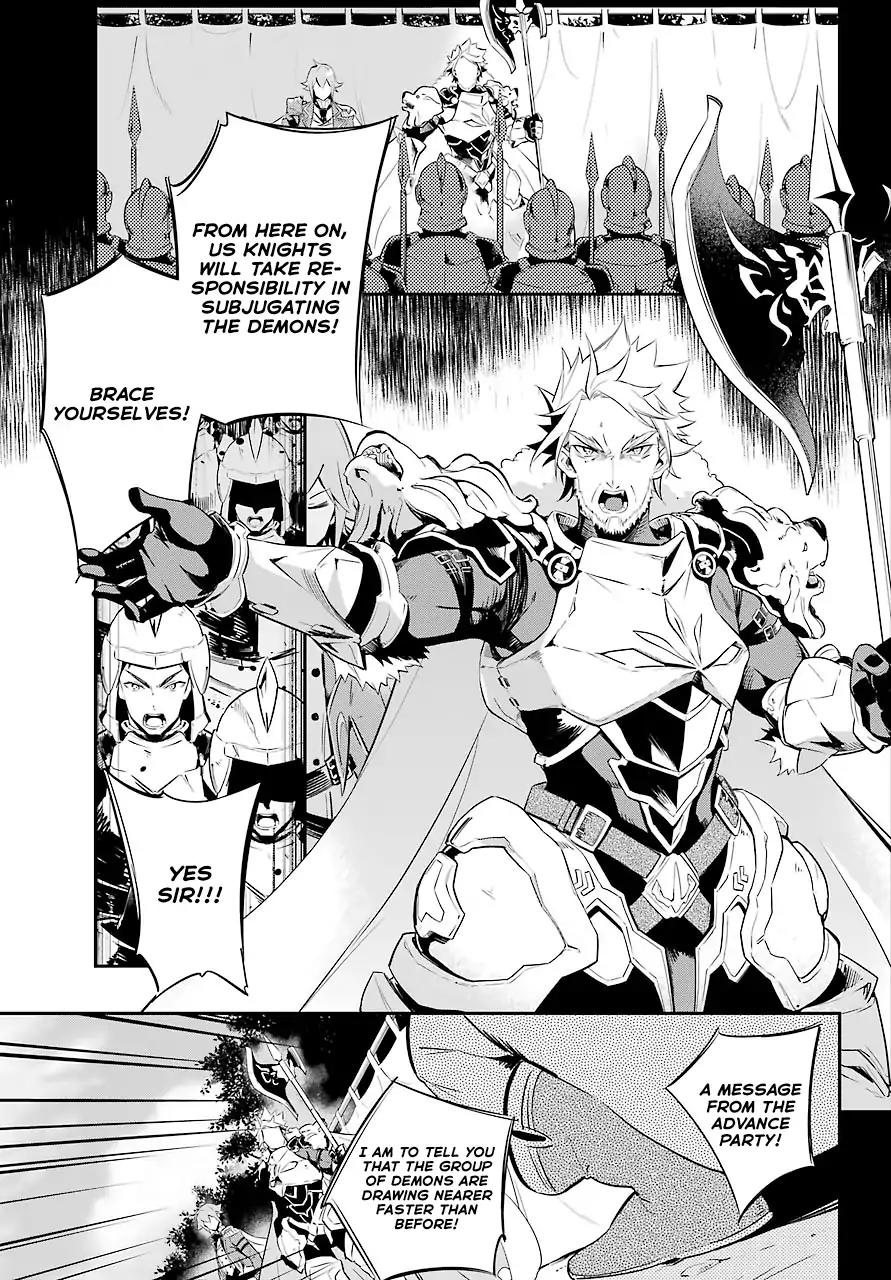 FROM HERE ON,
US KNIGHTS
WILL TAKE RE-
SPONSIBILITY IN
SUBJUGATING
THE DEMONS!
BRACE
YOURSELVES!
YES
SIR!!!
A MESSAGE
FROM THE
ADVANCE
PARTY!
I AM TO TELL YOU
THAT THE GROUP
OF DEMONS ARE
DRAWING NEARER
FASTER THAN
BEFORE!